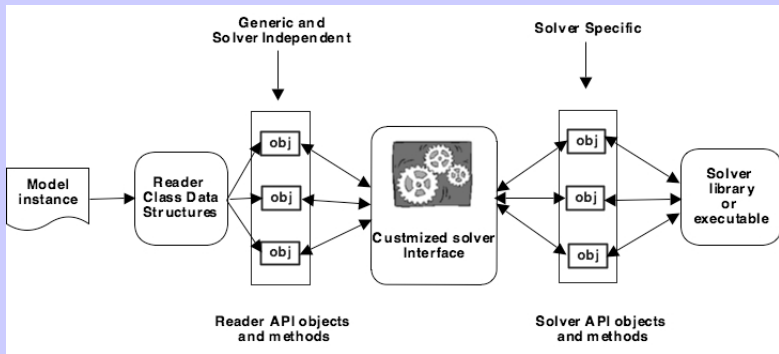 Generic and
Solver Independent
Solver Specific
Model
instance
Reader
Class Data
Structures
obj
obj
obj
Custmized solver
Interface
obj
obj
obj
Solver
library
or
executable
Reader API objects
and methods
Solver API objects
and methods